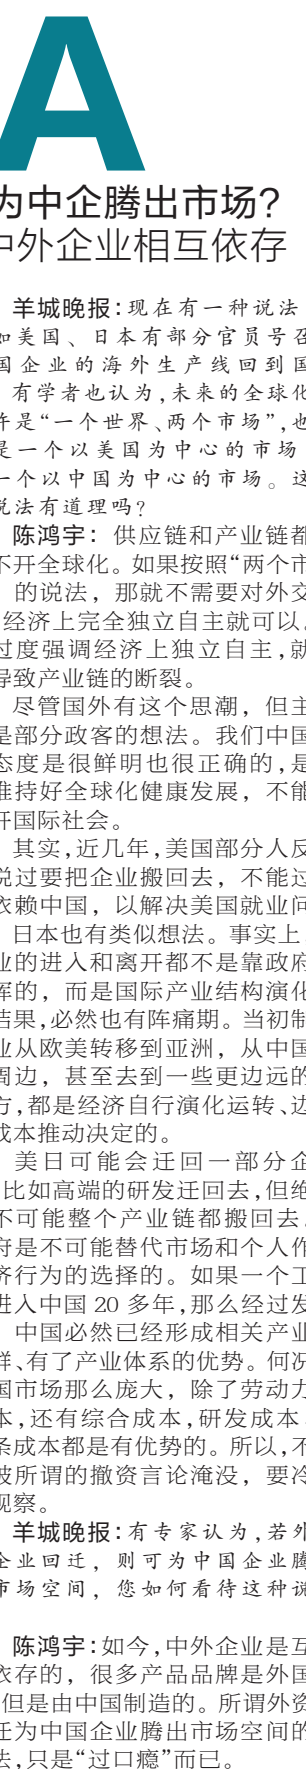 A
为中企腾出市场?
中外企业相互依存
羊城晚报:现在有一种说法
如美国、日本有部分官员号召
国企业的海外生产线回到国
有学者也认为,未来的全球化
许是“一个世界、两个市场”,也
是一个以美国为中心的市场
一个以中国为中心的市场。这
说法有道理吗?
陈鸿宇:供应链和产业链都
不开全球化。如果按照“两个市
的说法,那就不需要对外交
经济上完全独立自主就可以。
过度强调经济上独立自主,就
导致产业链的断裂。
尽管国外有这个思潮,但主
是部分政客的想法。我们中国
态度是很鲜明也很正确的,是
维持好全球化健康发展,不能
开国际社会。
其实,近几年,美国部分人反
说过要把企业搬回去,不能过
依赖中国,以解决美国就业问
日本也有类似想法。事实上
业的进入和离开都不是靠政府
挥的,而是国际产业结构演化
结果,必然也有阵痛期。当初制
业从欧美转移到亚洲,从中国
周边,甚至去到一些更边远的
方,都是经济自行演化运转、边
成本推动决定的。
美日可能会迁回一部分企
比如高端的研发迁回去,但绝
不可能整个产业链都搬回去。
府是不可能替代市场和个人作
济行为的选择的。如果一个工
进入中国20多年,那么经过发
中国必然已经形成相关产业
群、有了产业体系的优势。何况
国市场那么庞大,除了劳动力
本,还有综合成本,研发成本
条成本都是有优势的。所以,不
被所谓的撤资言论淹没,要冷
观察。
羊城晚报:有专家认为,若外
企业回迁,则可为中国企业腾
市场空间,您如何看待这种说
陈鸿宇:如今,中外企业是互
依存的,很多产品品牌是外国
但是由中国制造的。所谓外资
迁为中国企业腾出市场空间的
法,只是“过口瘾”而已。